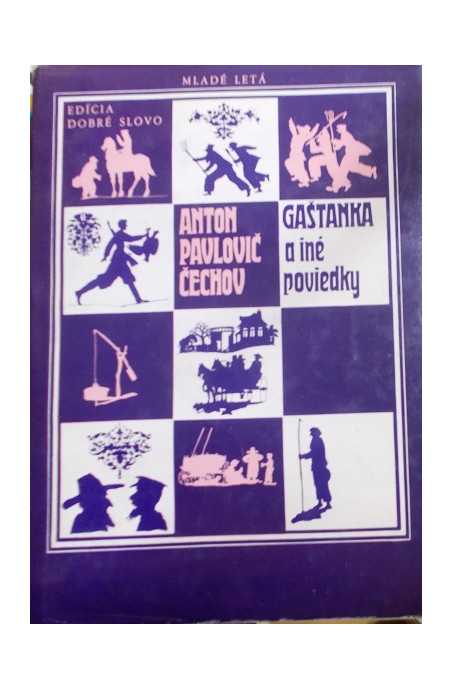 MLADÉ LETÁ
EDÍCIA
DOBRÉ SLOVO
ANTON
PAVLOVIČ
ČECHOV
GAŠTANKA
a iné
poviedky